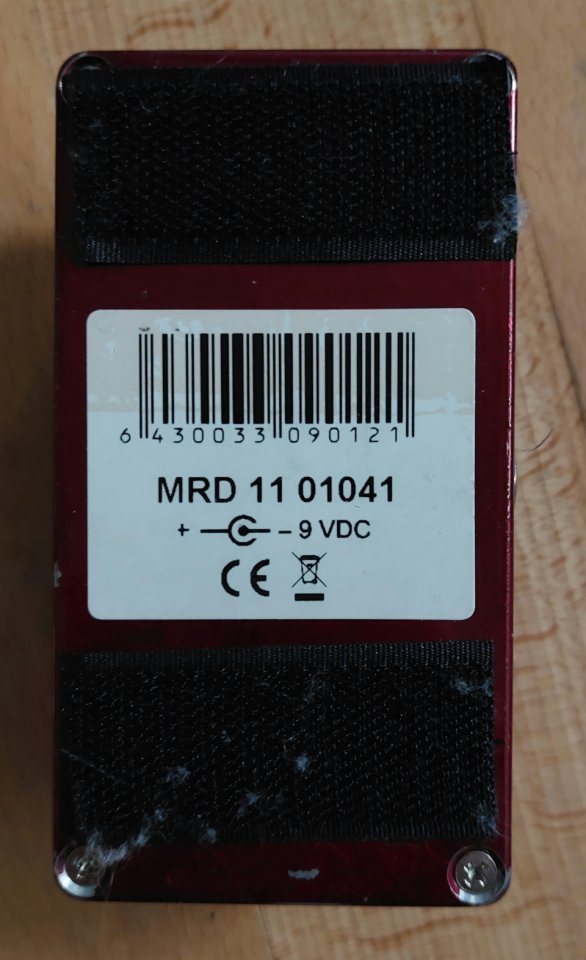 6 430033 090121
MRD 11 01041
+ – 9 VDC
CE